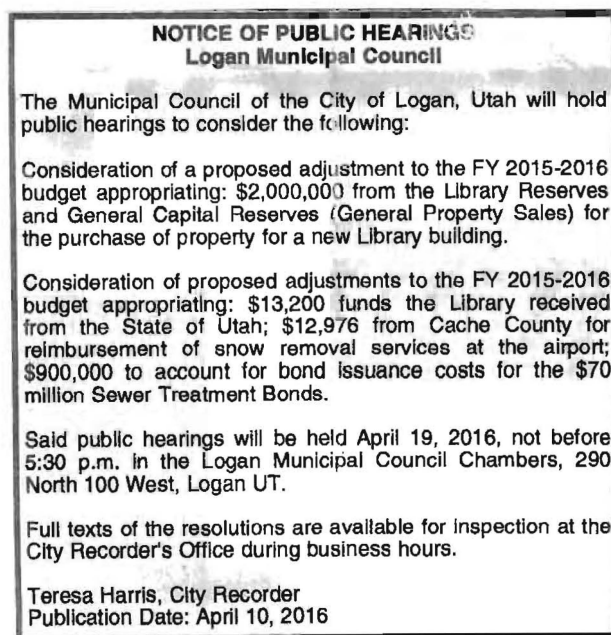 NOTICE OF PUBLIC HEARINGS
Logan Municipal Council
The Municipal Council of the City of Logan, Utah will hold
public hearings to consider the following:
Consideration of a proposed adjustment to the FY 2015-2016
budget appropriating: $2,000,000 from the Library Reserves
and General Capital Reserves (General Property Sales) for
the purchase of property for a new Library building.
Consideration of proposed adjustments to the FY 2015-2016
budget appropriating: $13,200 funds the Library received
from the State of Utah; $12,976 from Cache County for
reimbursement of snow removal services at the airport;
$900,000 to account for bond issuance costs for the $70
million Sewer Treatment Bonds.
Said public hearings will be held April 19, 2016, not before
5:30 p.m. in the Logan Municipal Council Chambers, 290
North 100 West, Logan UT.
Full texts of the resolutions are available for inspection at the
City Recorder's Office during business hours.
Teresa Harris, City Recorder
Publication Date: April 10, 2016